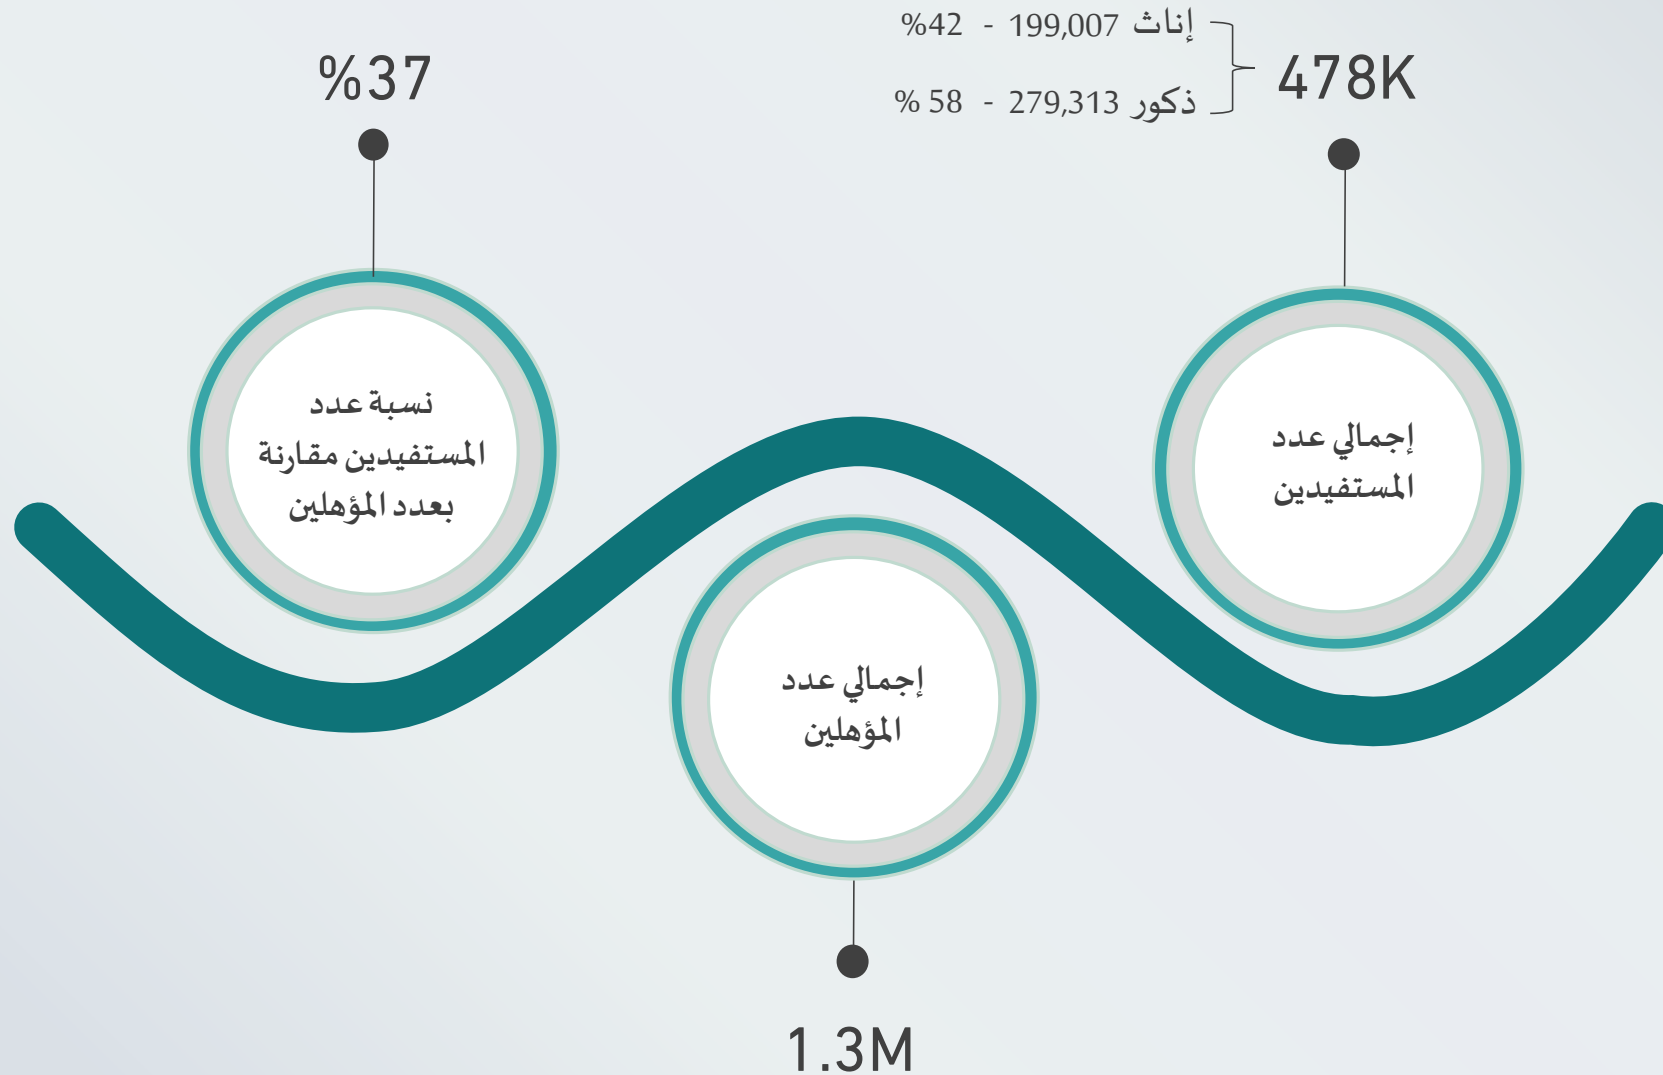 478K
إناث 199,007 - 42%
ذكور 279,313 - 58 %
إجمالي عدد
المستفيدين
إجمالي عدد
المؤهلين
1.3M
%37
نسبة عدد
المستفيدين مقارنة
بعدد المؤهلين